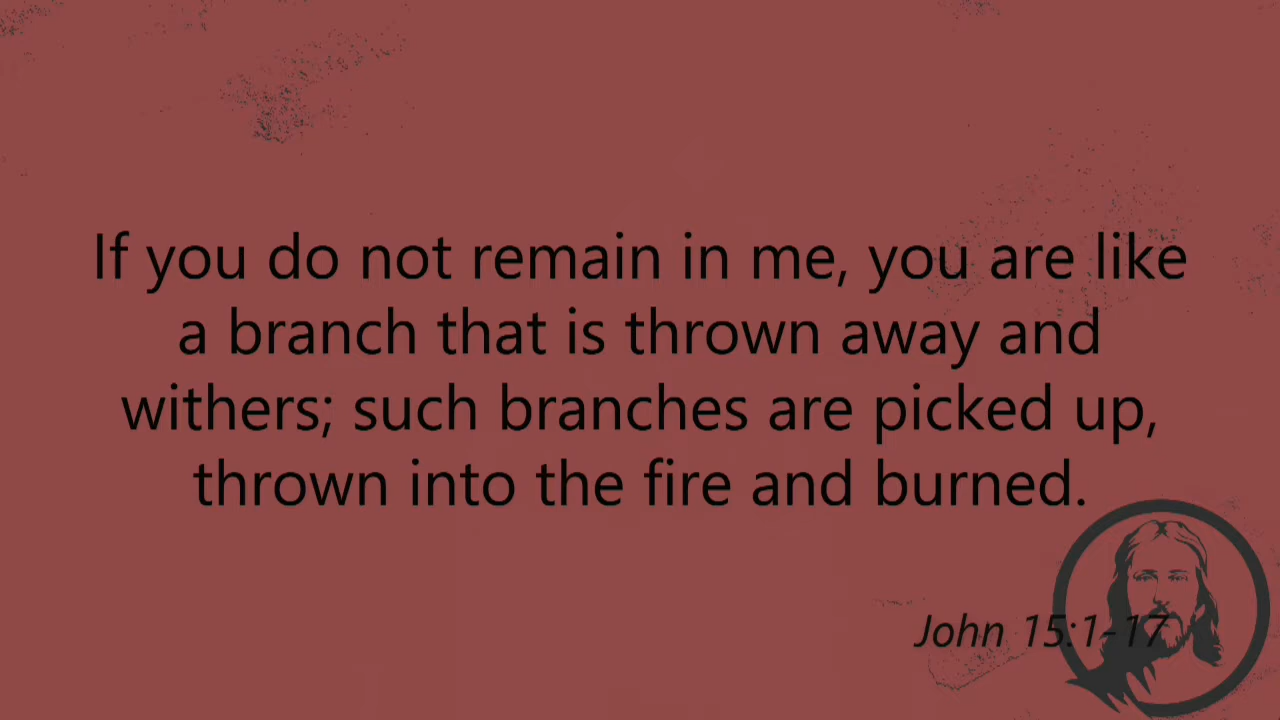 If you do not remain in me, you are like
a branch that is thrown away and
withers; such branches are picked up,
thrown into the fire and burned.
John 15:1-17